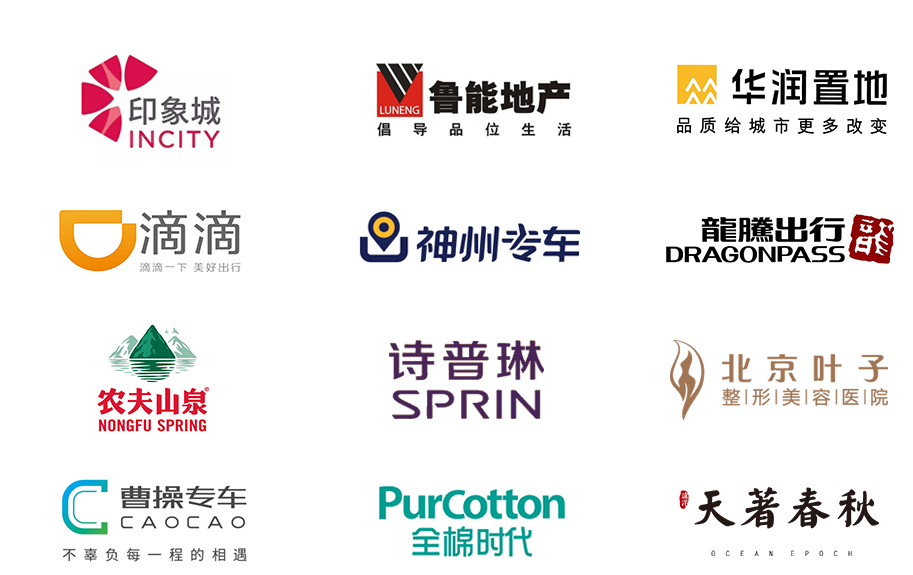 印象城
INCITY
LUNENG
鲁能地产
倡导品位生活
华润置地
品质给城市更多改变
滴滴
滴滴一下 美好出行
神州专车
龍騰出行
DRAGONPASS
龍
农夫山泉®
NONGFU SPRING
诗普琳
SPRIN
北京叶子
整|形|美|容|医|院
曹操专车
CAOCAO
不辜负每一程的相遇
PurCotton
全棉时代
天著春秋
OCEAN EPOCH